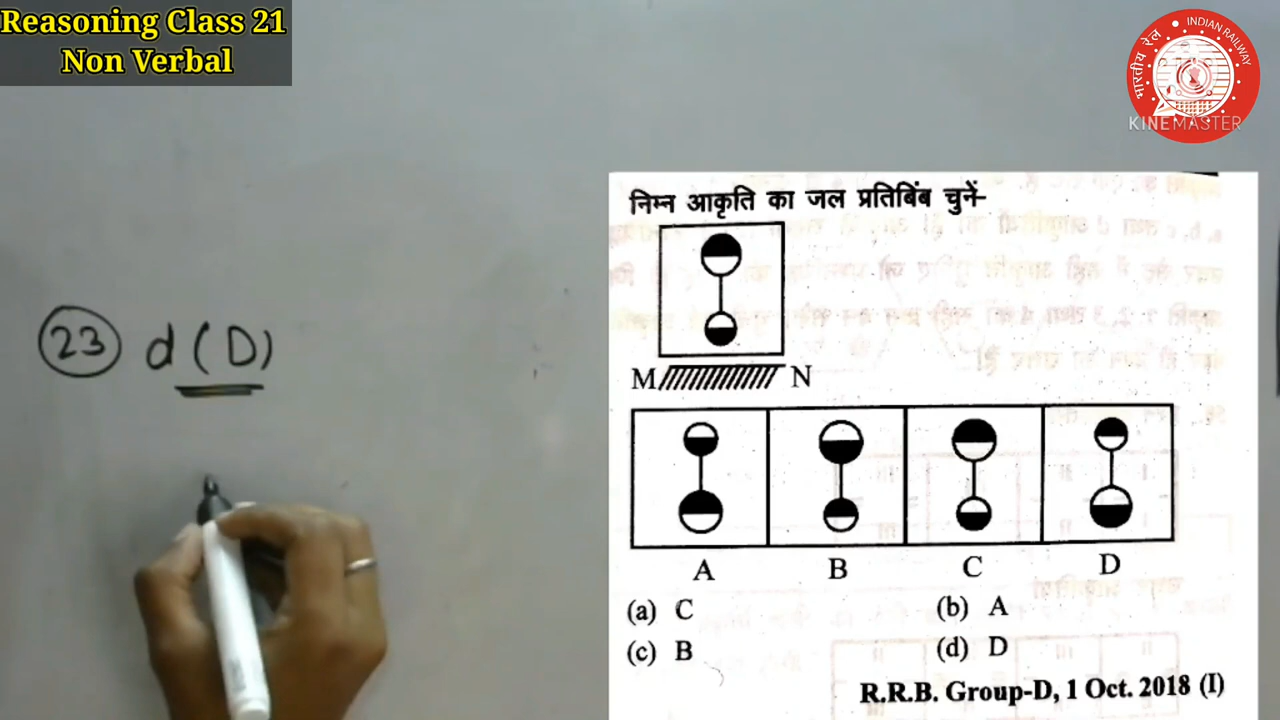 Reasoning Class 21
Non Verbal
भारतीय रेल
INDIAN RAILWAY
KINEMASTER
निम्न आकृति का जल प्रतिबिंब चुनें-
M N
23 d (D)
A B C D
(a) C (b) A
(c) B (d) D
R.R.B. Group-D, 1 Oct. 2018 (I)